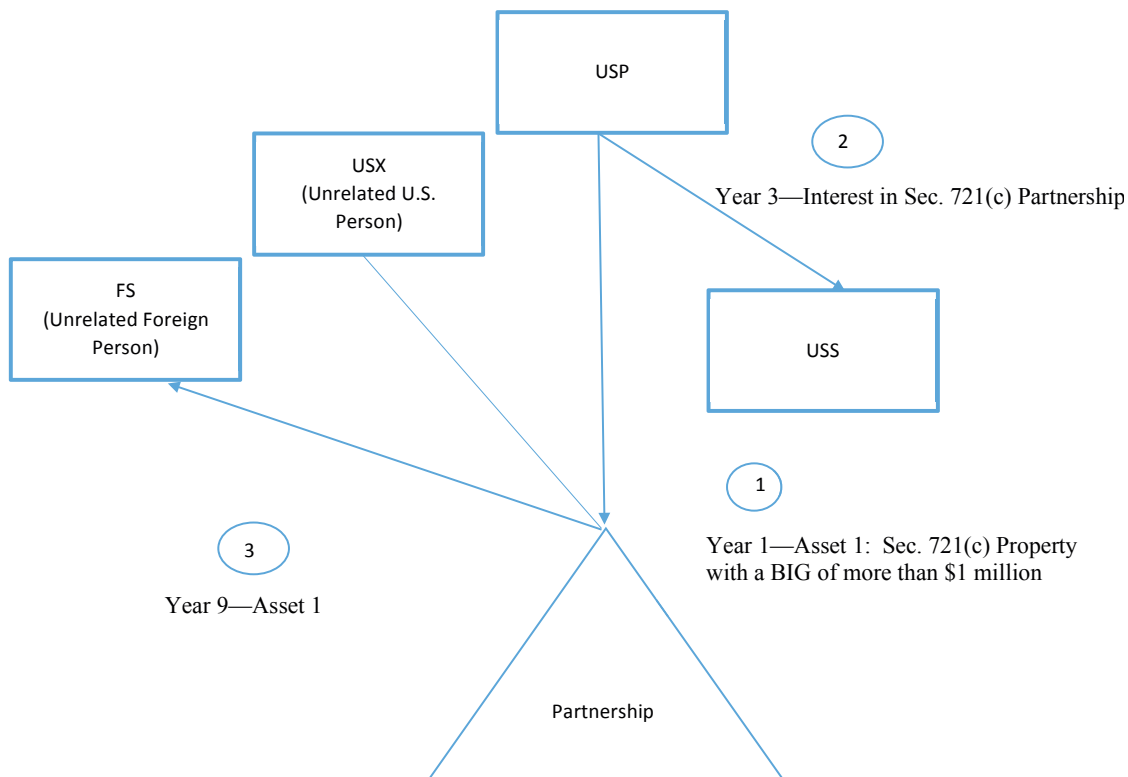 USP
2
USX
(Unrelated U.S.
Person)
Year 3—Interest in Sec. 721(c) Partnership
FS
(Unrelated Foreign
Person)
USS
1
3
Year 1—Asset 1: Sec. 721(c) Property
with a BIG of more than $1 million
Year 9—Asset 1
Partnership